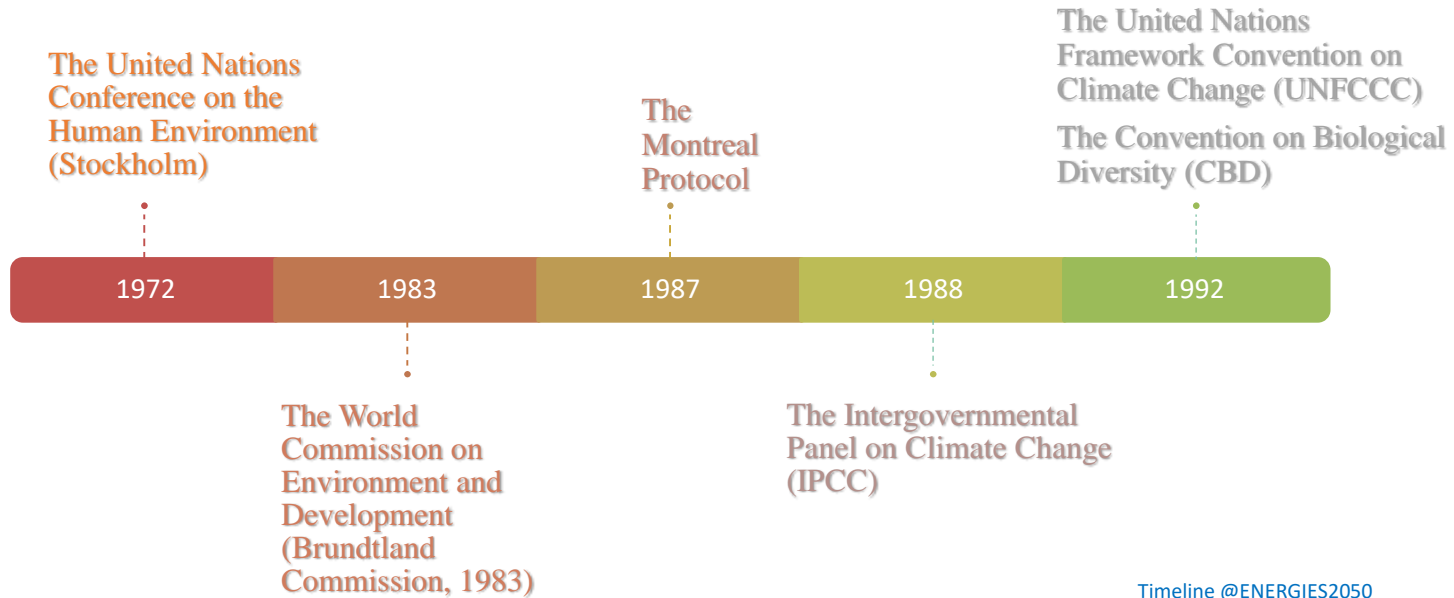 The United Nations
Conference on the
Human Environment
(Stockholm)
The
Montreal
Protocol
The United Nations
Framework Convention on
Climate Change (UNFCCC)
The Convention on Biological
Diversity (CBD)
1972
1983
1987
1988
1992
The World
Commission on
Environment and
Development
(Brundtland
Commission, 1983)
The Intergovernmental
Panel on Climate Change
(IPCC)
Timeline @ENERGIES2050